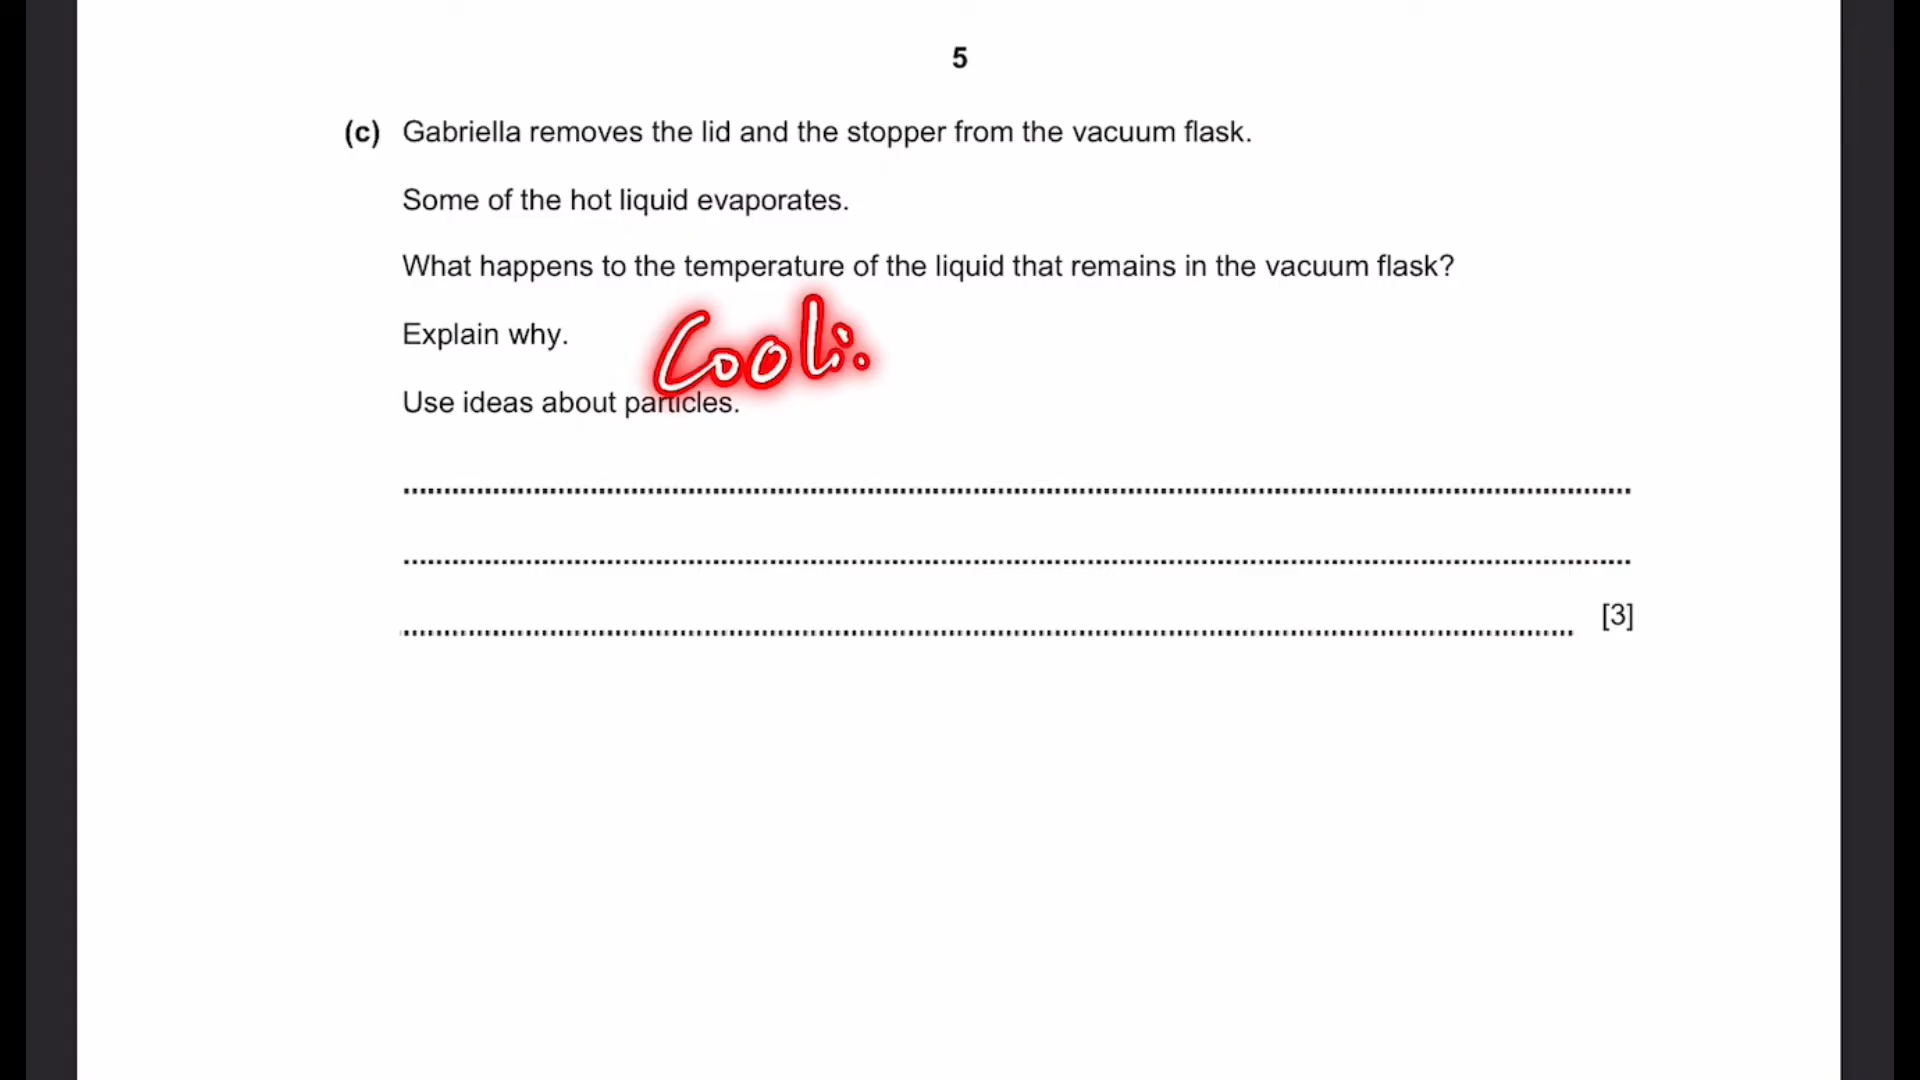 5
(c) Gabriella removes the lid and the stopper from the vacuum flask.
Some of the hot liquid evaporates.
What happens to the temperature of the liquid that remains in the vacuum flask?
Explain why.
Use ideas about particles.
[3]